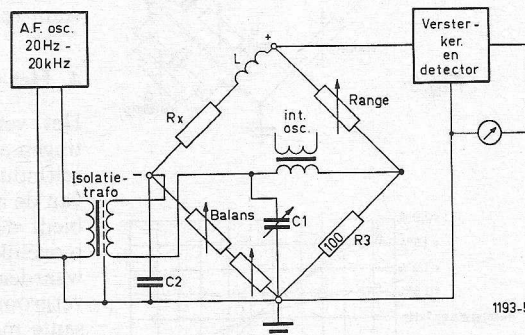 A.F. osc.
20Hz -
20kHz
Verster-
ker.
en
detector
L
+
Rx
Range
int.
osc.
Isolatie-
trafo
-
Balans
C1
100
R3
C2
1193-5